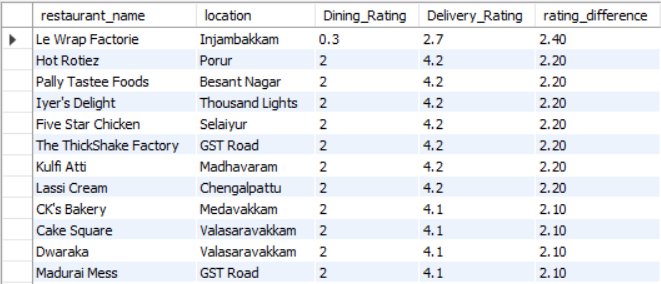 restaurant_name location Dining_Rating Delivery_Rating rating_difference
Le Wrap Factorie Injambakkam 0.3 2.7 2.40
Hot Rotiez Porur 2 4.2 2.20
Pally Tastee Foods Besant Nagar 2 4.2 2.20
Iyer's Delight Thousand Lights 2 4.2 2.20
Five Star Chicken Selaiyur 2 4.2 2.20
The ThickShake Factory GST Road 2 4.2 2.20
Kulfi Atti Madhavaram 2 4.2 2.20
Lassi Cream Chengalpattu 2 4.2 2.20
CK's Bakery Medavakkam 2 4.1 2.10
Cake Square Valasaravakkam 2 4.1 2.10
Dwaraka Valasaravakkam 2 4.1 2.10
Madurai Mess GST Road 2 4.1 2.10